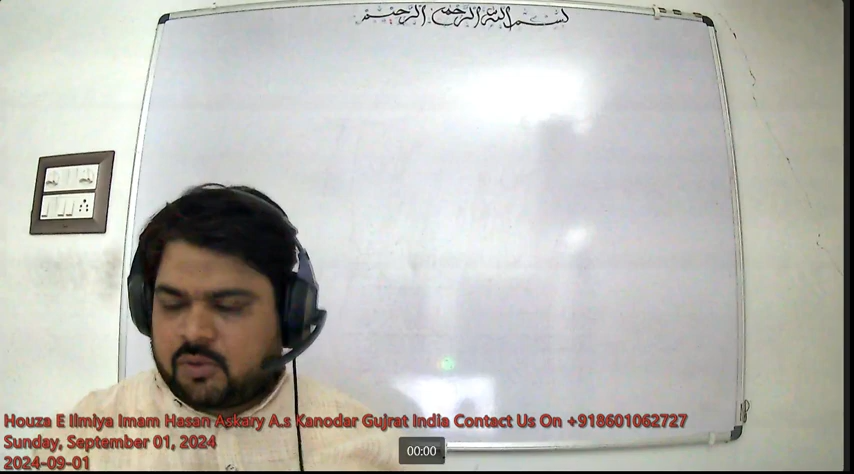 بسم الله الرحمن الرحيم
Houza E Ilmiya Imam Hasan Askary A.s Kanodar Gujrat India Contact Us On +918601062727
Sunday, September 01, 2024
2024-09-01
00:00